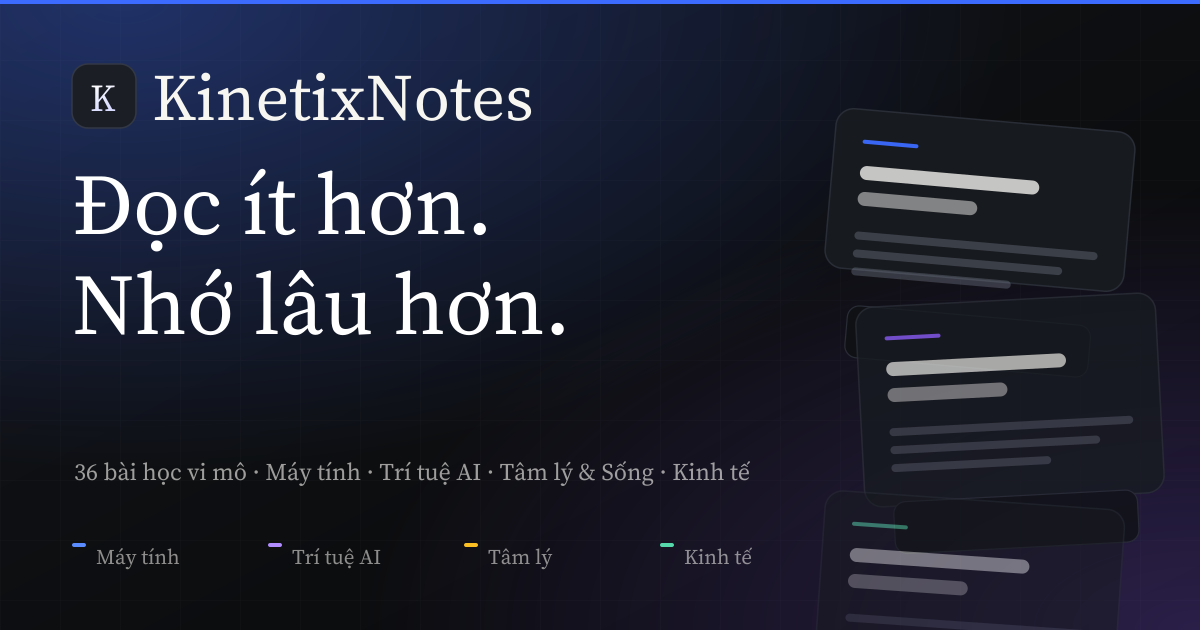 K KinetixNotes
Đọc ít hơn.
Nhớ lâu hơn.
36 bài học vi mô · Máy tính · Trí tuệ AI · Tâm lý & Sống · Kinh tế
Máy tính Trí tuệ AI Tâm lý Kinh tế